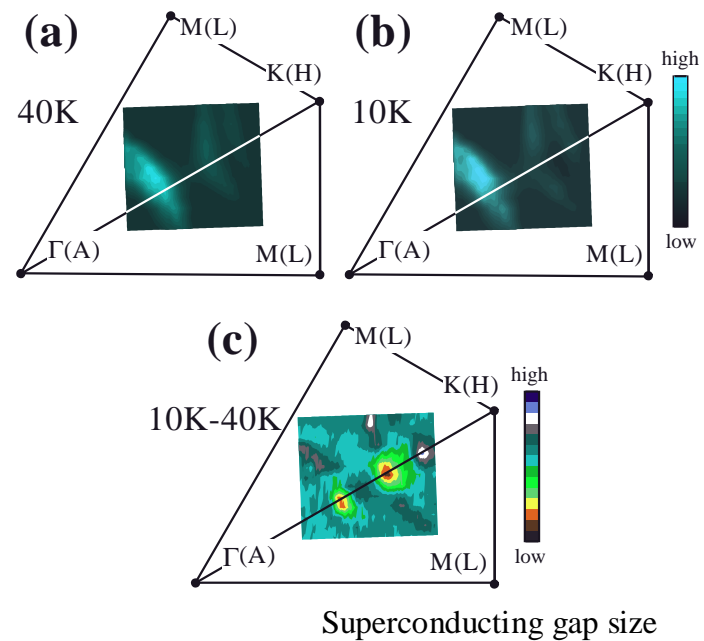 (a)
M(L)
K(H)
40K
Γ(A)
M(L)
(b)
M(L)
K(H)
10K
Γ(A)
M(L)
high
low
(c)
M(L)
K(H)
10K-40K
Γ(A)
M(L)
high
low
Superconducting gap size